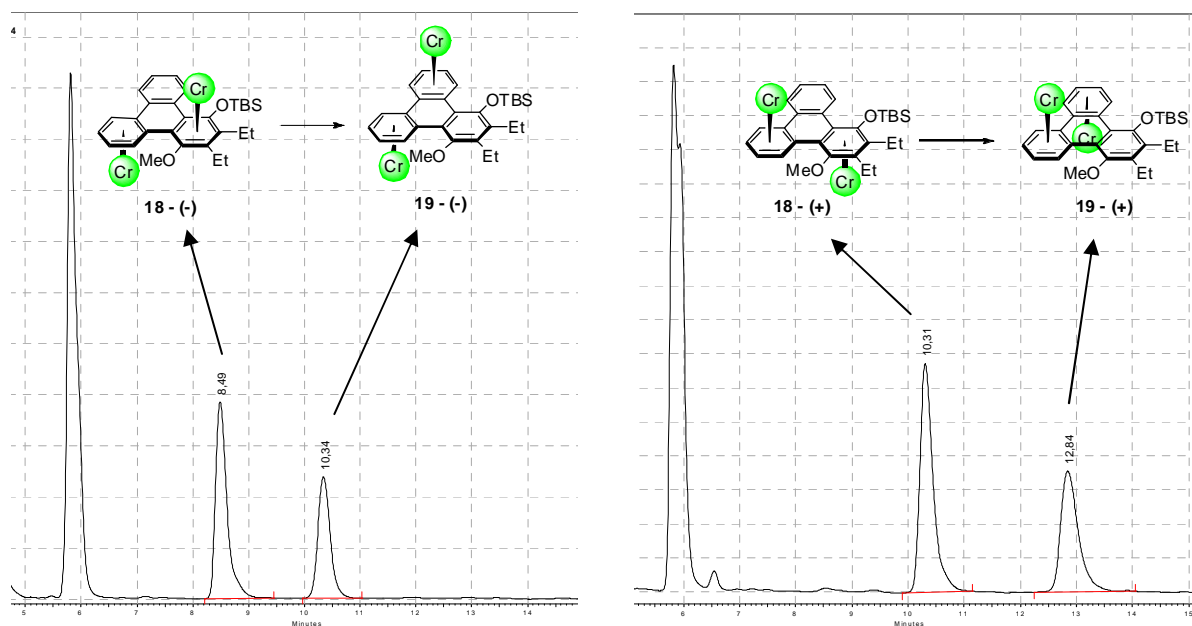 4
Cr
Cr
OTBS
Et
Et
MeO
Cr
18 - (-)
Cr
OTBS
Et
MeO
Et
Cr
19 - (-)
8,49
10,34
5 6 7 8 9 10 11 12 13 14
Minutes
Cr
OTBS
Et
MeO
Et
Cr
18 - (+)
Cr
Cr
OTBS
Et
MeO
Et
19 - (+)
10,31
12,84
6 7 8 9 10 11 12 13 14 15
Minutes